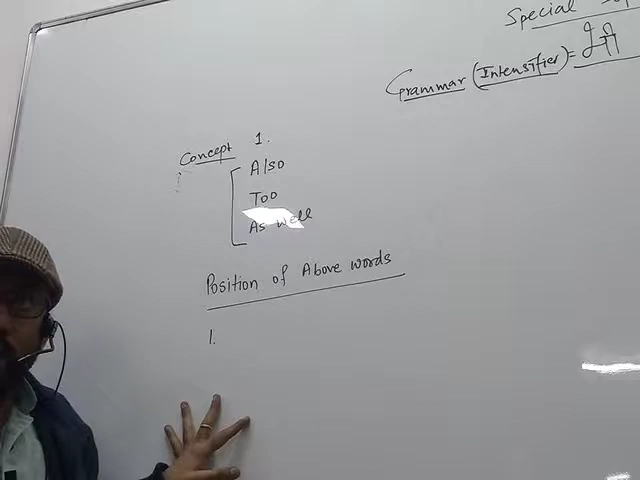 Special
Grammar (Intensifier) = भी
Concept 1.
Also
Too
As well
Position of Above words
1.